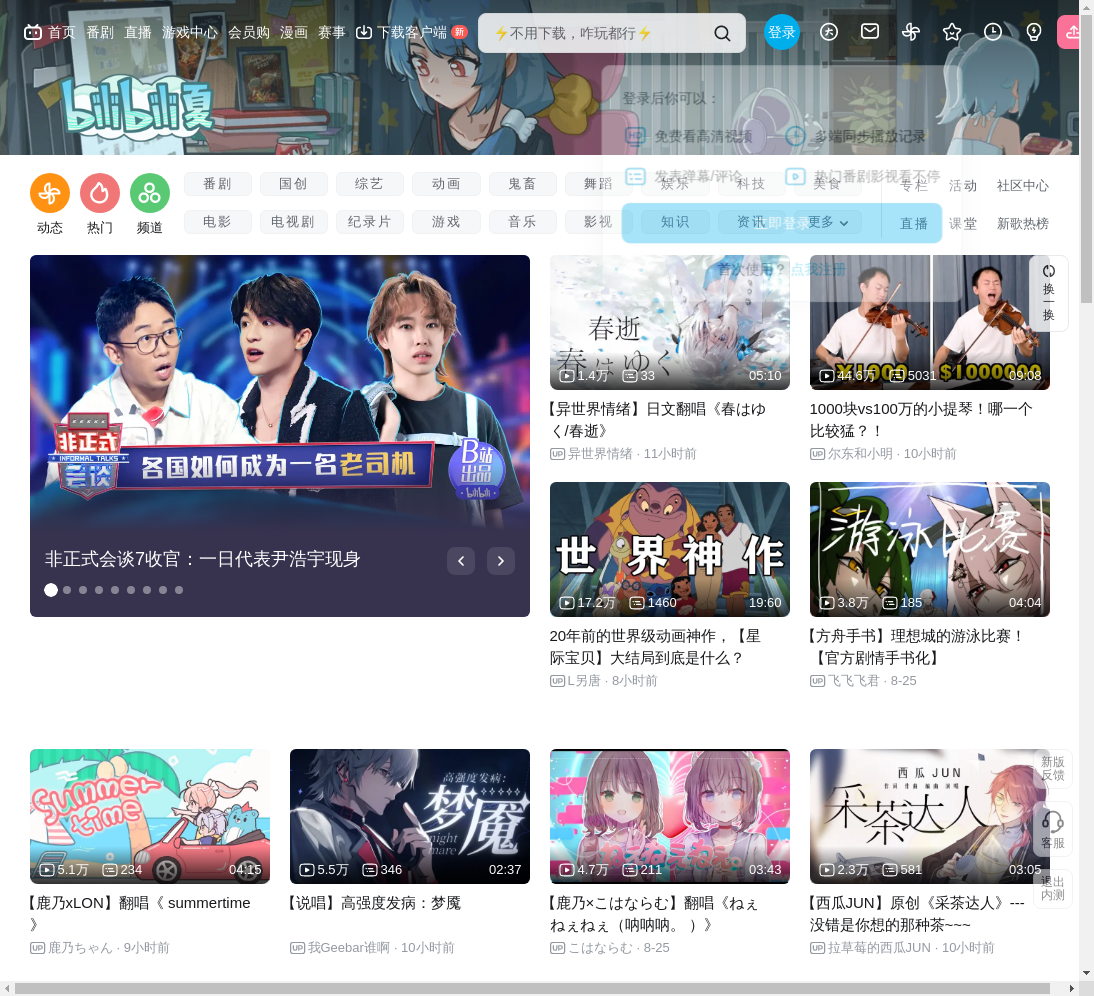 首页 番剧 直播 游戏中心 会员购 漫画 赛事 下载客户端 新
⚡不用下载，咋玩都行⚡
登录
bilibili夏
登录后你可以：
免费看高清视频
多端同步播放记录
发表弹幕/评论
热门番剧影视看不停
立即登录
首次使用？ 点我注册
动态 热门 频道
番剧 国创 综艺 动画 鬼畜 舞蹈 娱乐 科技 美食
电影 电视剧 纪录片 游戏 音乐 影视 知识 资讯 更多
专栏 活动 社区中心
直播 课堂 新歌热榜
非正式会谈
INFORMAL TALKS
各国如何成为一名老司机
B站出品
bilibili
非正式会谈7收官：一日代表尹浩宇现身
春逝
春はゆく
1.4万 33 05:10
【异世界情绪】日文翻唱《春はゆ
く/春逝》
UP 异世界情绪 · 11小时前
¥1000 $1000000
44.6万 5031 09:08
1000块vs100万的小提琴！哪一个
比较猛？！
UP 尔东和小明 · 10小时前
换一换
世界神作
17.2万 1460 19:60
20年前的世界级动画神作，【星
际宝贝】大结局到底是什么？
UP L另唐 · 8小时前
游泳比赛
3.8万 185 04:04
【方舟手书】理想城的游泳比赛！
【官方剧情手书化】
UP 飞飞飞君 · 8-25
summer time
5.1万 234 04:15
【鹿乃xLON】翻唱《 summertime
》
UP 鹿乃ちゃん · 9小时前
高强度发病：
梦魇
night mare
5.5万 346 02:37
【说唱】高强度发病：梦魇
UP 我Geebar谁啊 · 10小时前
4.7万 211 03:43
【鹿乃×こはならむ】翻唱《ねぇ
ねぇねぇ（呐呐呐。）》
UP こはならむ · 8-25
西瓜 JUN
采茶达人
2.3万 581 03:05
【西瓜JUN】原创《采茶达人》---
没错是你想的那种茶~~~
UP 拉草莓的西瓜JUN · 10小时前
新版
反馈
客服
退出
内测